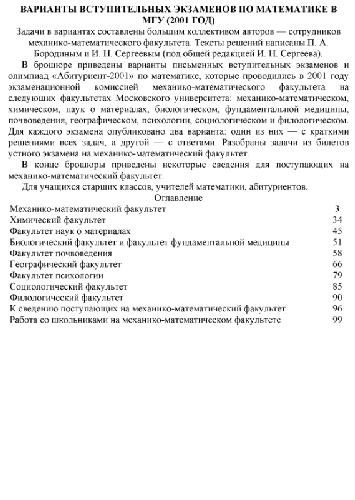 ВАРИАНТЫ ВСТУПИТЕЛЬНЫХ ЭКЗАМЕНОВ ПО МАТЕМАТИКЕ В
МГУ (2001 ГОД)
Задачи в вариантах составлены большим коллективом авторов — сотрудников
механико-математического факультета. Тексты решений написаны П. А.
Бородиным и И. Н. Сергеевым (под общей редакцией И. Н. Сергеева).
В брошюре приведены варианты письменных вступительных экзаменов и
олимпиад «Абитуриент-2001» по математике, которые проводились в 2001 году
экзаменационной комиссией механико-математического факультета на
следующих факультетах Московского университета: механико-математическом,
химическом, наук о материалах, биологическом, фундаментальной медицины,
почвоведения, географическом, психологии, социологическом и филологическом.
Для каждого экзамена опубликовано два варианта: один из них — с краткими
решениями всех задач, а другой — с ответами. Разобраны задачи из билетов
устного экзамена на механико-математический факультет.
В конце брошюры приведены некоторые сведения для поступающих на
механико-математический факультет.
Для учащихся старших классов, учителей математики, абитуриентов.
Оглавление
Механико-математический факультет 3
Химический факультет 34
Факультет наук о материалах 45
Биологический факультет и факультет фундаментальной медицины 51
Факультет почвоведения 58
Географический факультет 66
Факультет психологии 79
Социологический факультет 85
Филологический факультет 90
К сведению поступающих на механико-математический факультет 96
Работа со школьниками на механико-математическом факультете 99